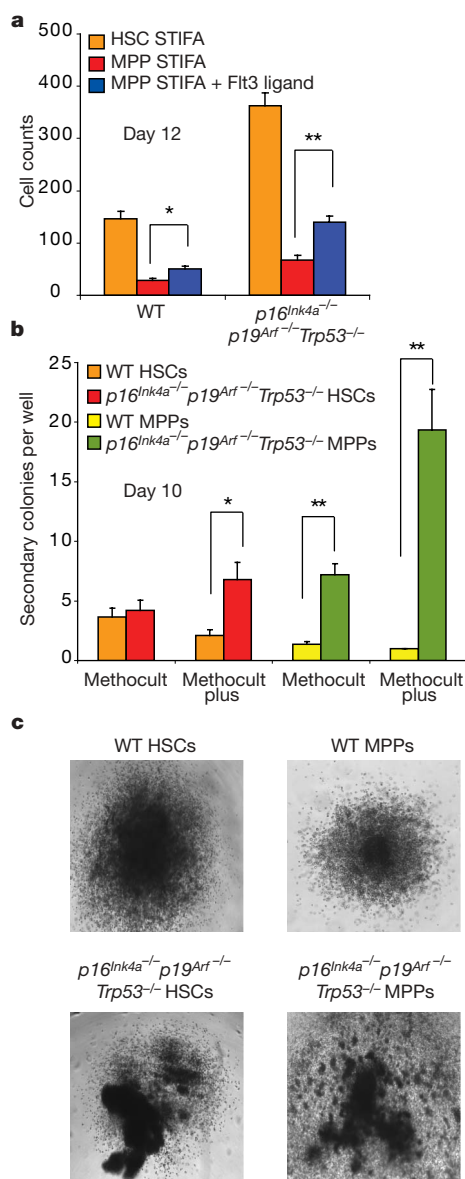 a
500
400
300
200
100
0
Cell counts
HSC STIFA
MPP STIFA
MPP STIFA + Flt3 ligand
Day 12
*
**
WT
p16Ink4a−/−
p19Arf−/−Trp53−/−
b
25
20
15
10
5
0
Secondary colonies per well
WT HSCs
p16Ink4a−/−p19Arf−/−Trp53−/− HSCs
WT MPPs
p16Ink4a−/−p19Arf−/−Trp53−/− MPPs
Day 10
*
**
**
Methocult
Methocult plus
Methocult
Methocult plus
c
WT HSCs
WT MPPs
p16Ink4a−/−p19Arf−/−
Trp53−/− HSCs
p16Ink4a−/−p19Arf−/−
Trp53−/− MPPs